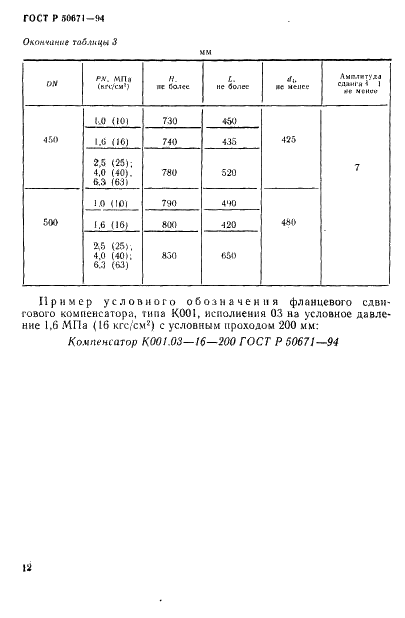 ГОСТ Р 50671—94
Окончание таблицы 3
мм
DN
PN, МПа (кгс/см²)
H, не более
L, не более
d₁, не менее
Амплитуда сдвига не менее
450
1,0 (10) 730 450
1,6 (16) 740 435
2,5 (25); 4,0 (40), 6,3 (63) 780 520
425
7
500
1,0 (10) 790 490
1,6 (16) 800 420
2,5 (25), 4,0 (40); 6,3 (63) 850 650
480
Пример условного обозначения фланцевого сдви-
гового компенсатора, типа К001, исполнения 03 на условное давле-
ние 1,6 МПа (16 кгс/см²) с условным проходом 200 мм:
Компенсатор К001.03—16—200 ГОСТ Р 50671—94
12